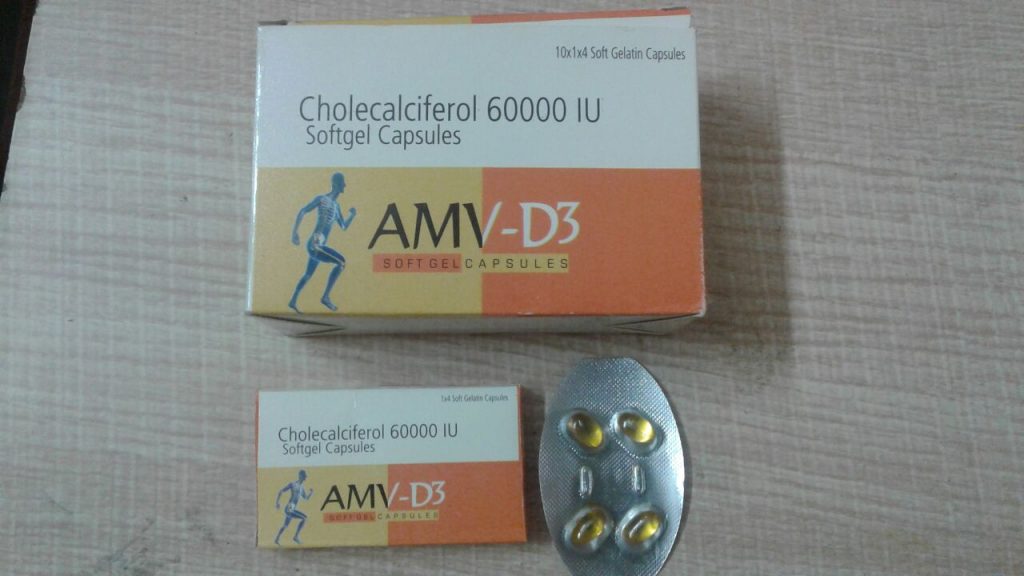 10x1x4 Soft Gelatin Capsules
Cholecalciferol 60000 IU
Softgel Capsules
AMV-D3
SOFT GEL CAPSULES
1x4 Soft Gelatin Capsules
Cholecalciferol 60000 IU
Softgel Capsules
AMV-D3
SOFT GEL CAPSULES